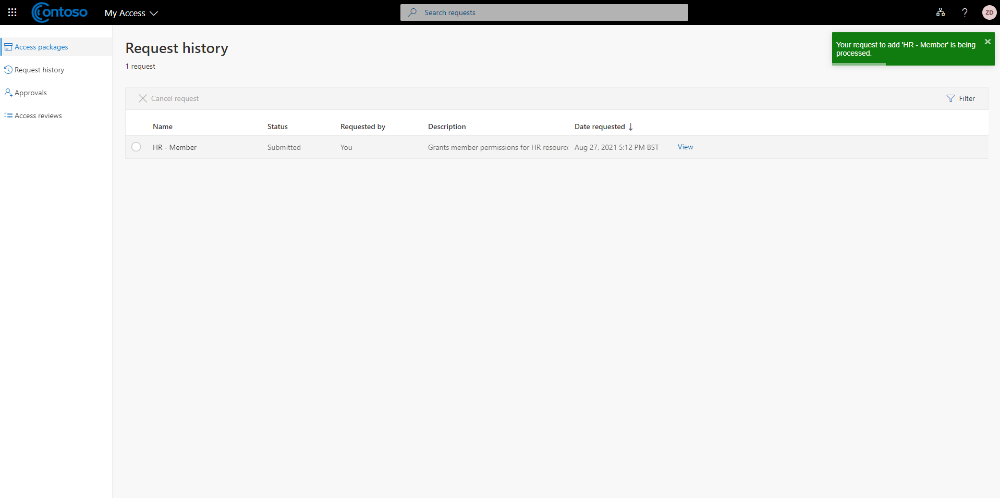 Contoso
My Access
Search requests
?
ZD
Access packages
Request history
Approvals
Access reviews
Request history
1 request
Your request to add 'HR - Member' is being
processed.
Cancel request
Filter
Name Status Requested by Description Date requested ↓
HR - Member Submitted You Grants member permissions for HR resource Aug 27, 2021 5:12 PM BST View